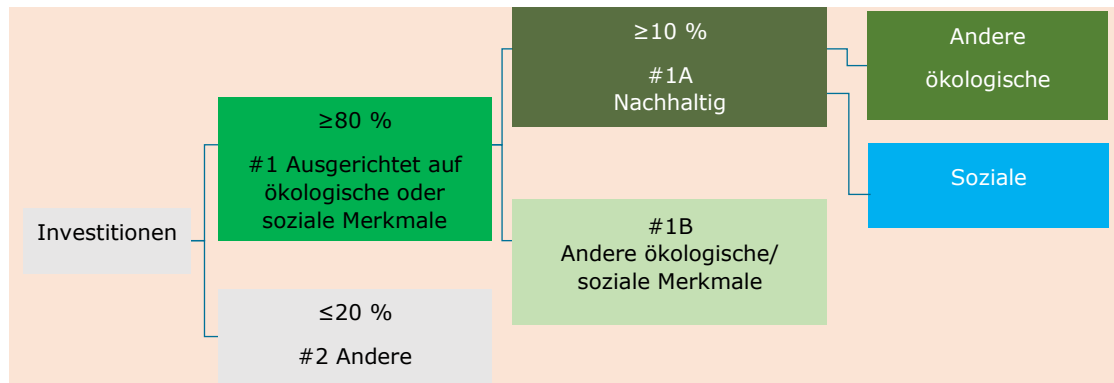 Investitionen
≥80 %
#1 Ausgerichtet auf
ökologische oder
soziale Merkmale
≤20 %
#2 Andere
≥10 %
#1A
Nachhaltig
#1B
Andere ökologische/
soziale Merkmale
Andere
ökologische
Soziale